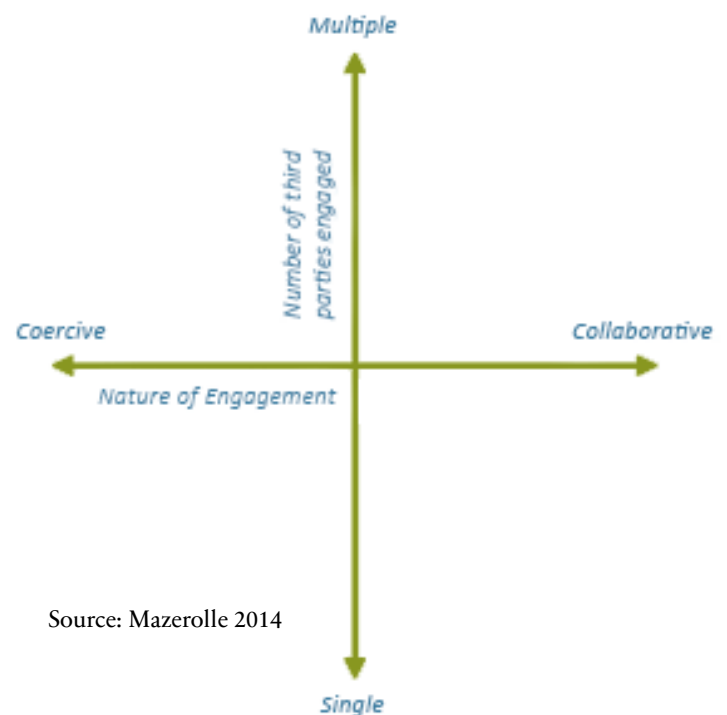 Multiple
Number of third
parties engaged
Coercive
Collaborative
Nature of Engagement
Source: Mazerolle 2014
Single